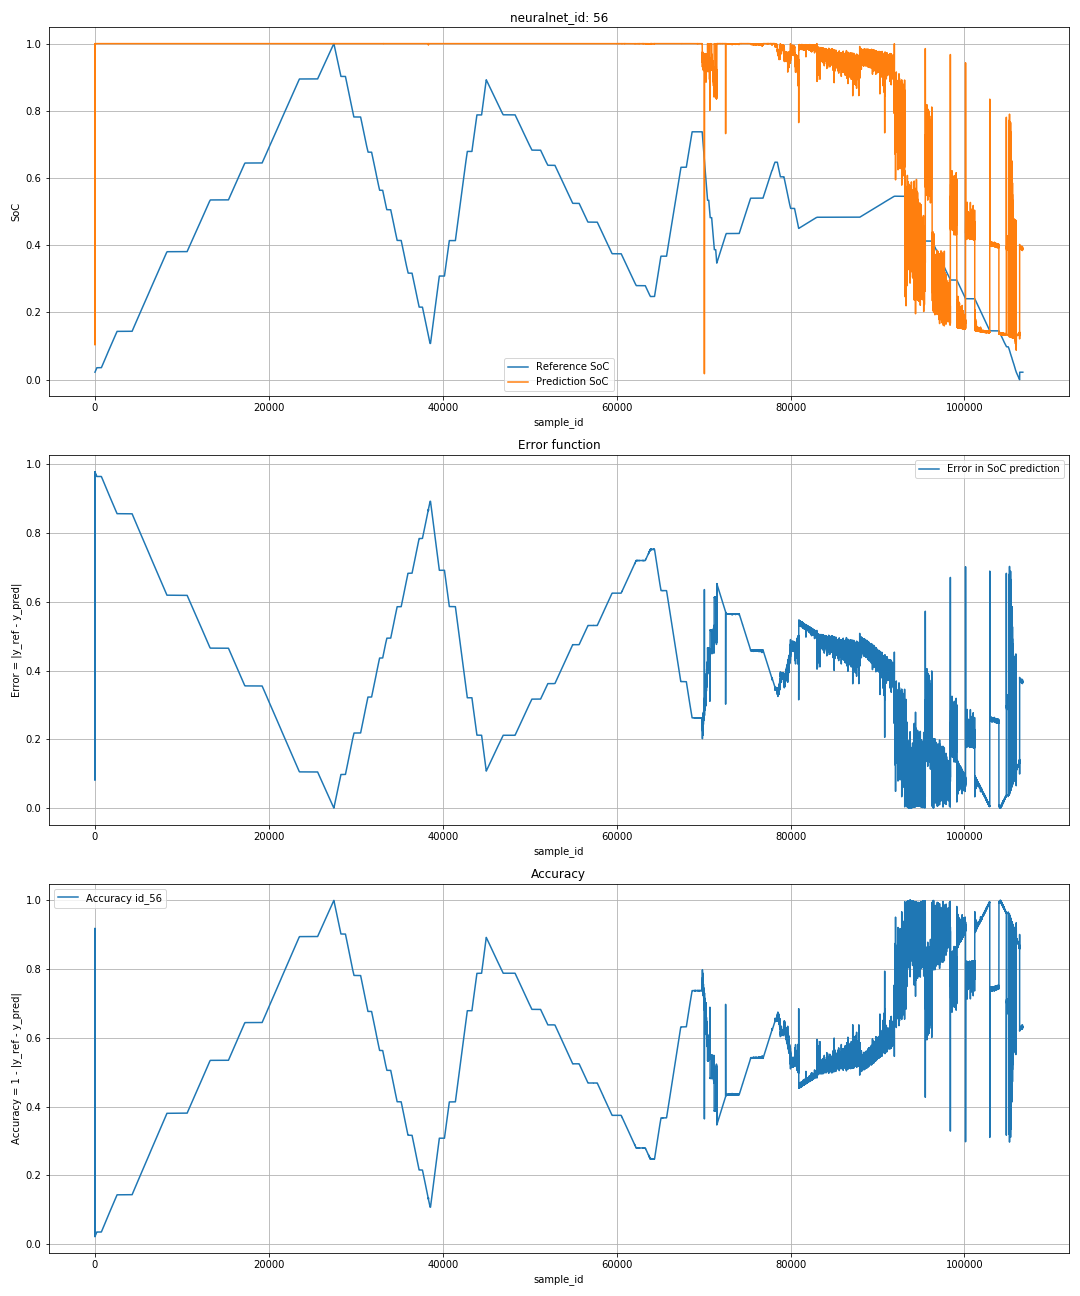 neuralnet_id: 56
1.0
0.8
0.6
0.4
0.2
0.0
SoC
Reference SoC
Prediction SoC
0 20000 40000 60000 80000 100000
sample_id
Error function
1.0
0.8
0.6
0.4
0.2
0.0
Error = |y_ref - y_pred|
Error in SoC prediction
0 20000 40000 60000 80000 100000
sample_id
Accuracy
1.0
0.8
0.6
0.4
0.2
0.0
Accuracy = 1 - |y_ref - y_pred|
Accuracy id_56
0 20000 40000 60000 80000 100000
sample_id